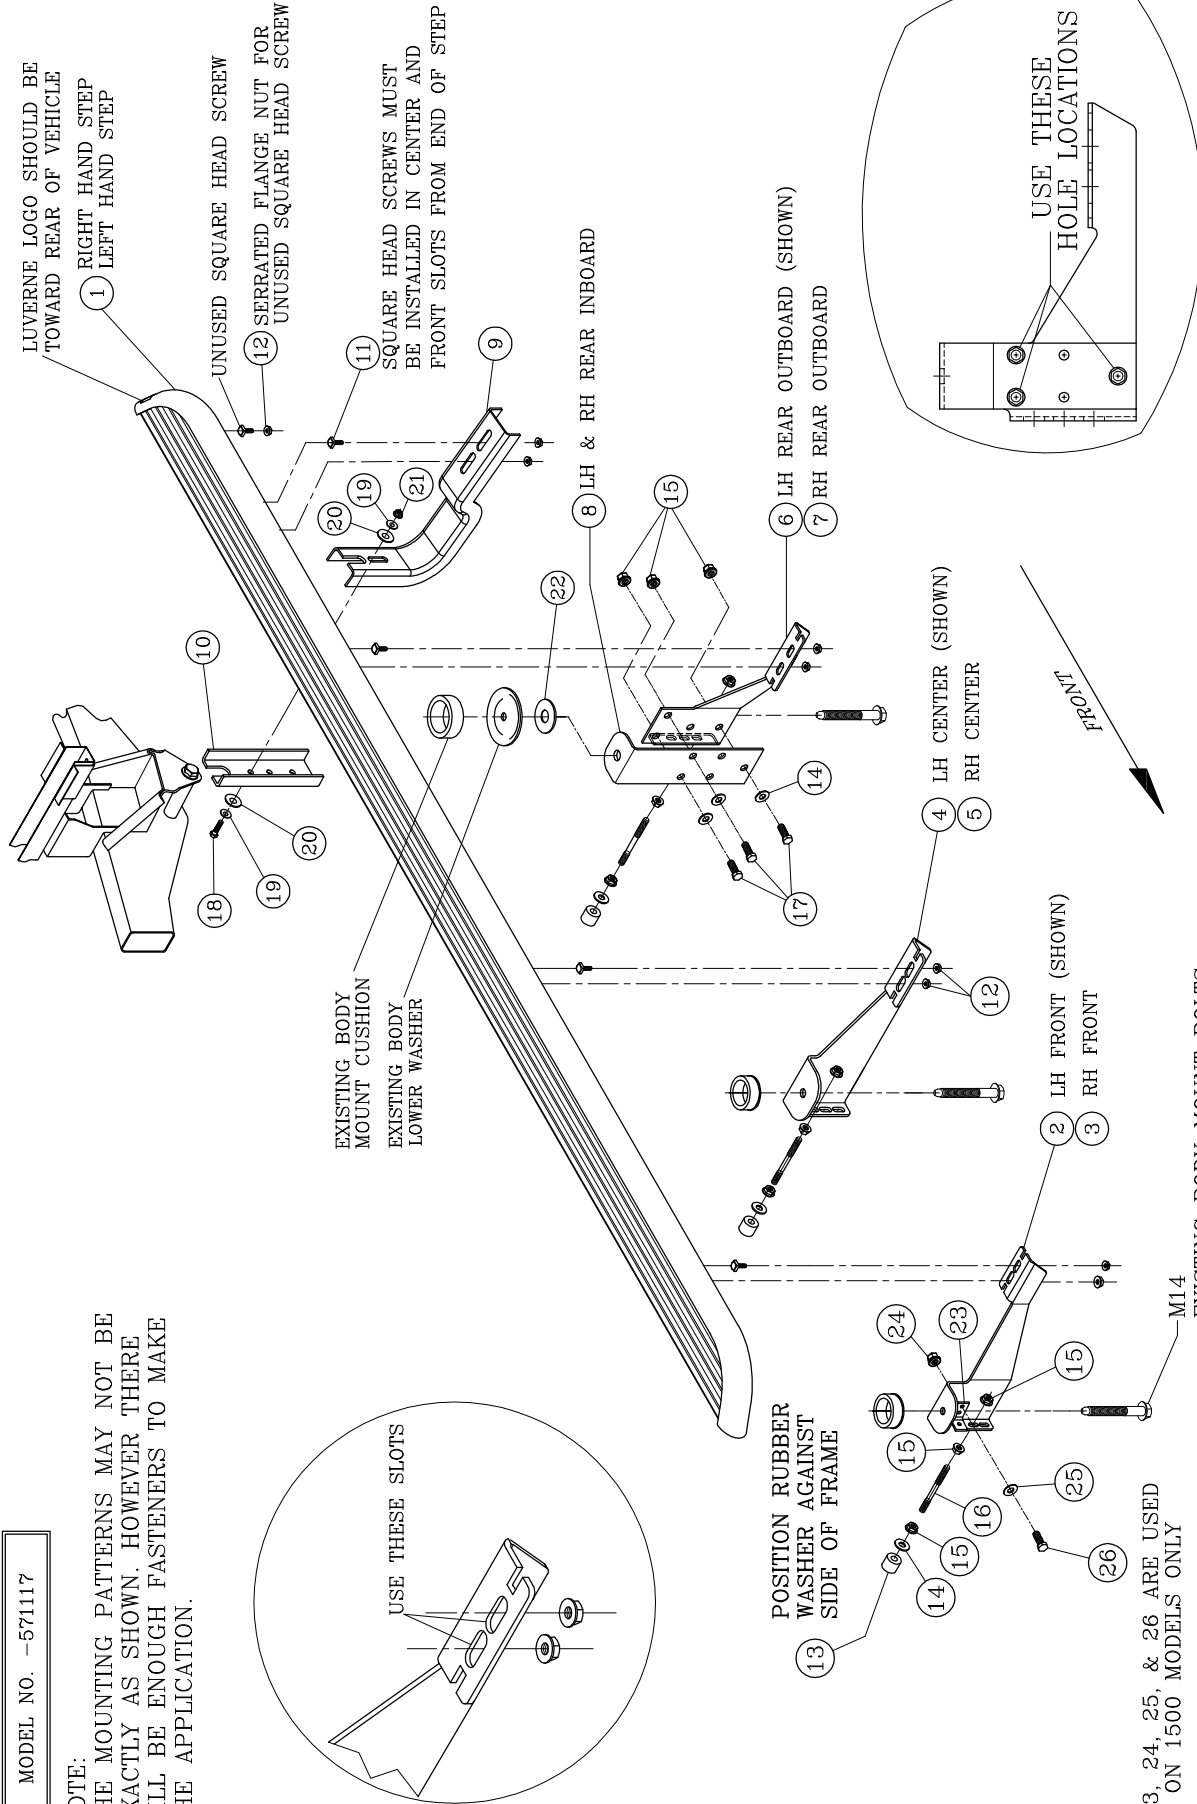 MODEL NO. -571117
OTE:
HE MOUNTING PATTERNS MAY NOT BE
XACTLY AS SHOWN. HOWEVER THERE
ILL BE ENOUGH FASTENERS TO MAKE
HE APPLICATION.
LUVERNE LOGO SHOULD BE
TOWARD REAR OF VEHICLE
1 RIGHT HAND STEP
LEFT HAND STEP
UNUSED SQUARE HEAD SCREW
12 SERRATED FLANGE NUT FOR
UNUSED SQUARE HEAD SCREW
11 SQUARE HEAD SCREWS MUST
BE INSTALLED IN CENTER AND
FRONT SLOTS FROM END OF STEP
9
10
20
19
21
18
19
20
EXISTING BODY
MOUNT CUSHION
EXISTING BODY
LOWER WASHER
22
8 LH & RH REAR INBOARD
15
6 LH REAR OUTBOARD (SHOWN)
7 RH REAR OUTBOARD
14
17
4 LH CENTER (SHOWN)
5 RH CENTER
12
2 LH FRONT (SHOWN)
3 RH FRONT
FRONT
USE THESE
HOLE LOCATIONS
USE THESE SLOTS
13 POSITION RUBBER
WASHER AGAINST
SIDE OF FRAME
24
23
15
15
16
15
14
25
26
M14
EXISTING BODY MOUNT BOLTS
3, 24, 25, & 26 ARE USED
ON 1500 MODELS ONLY